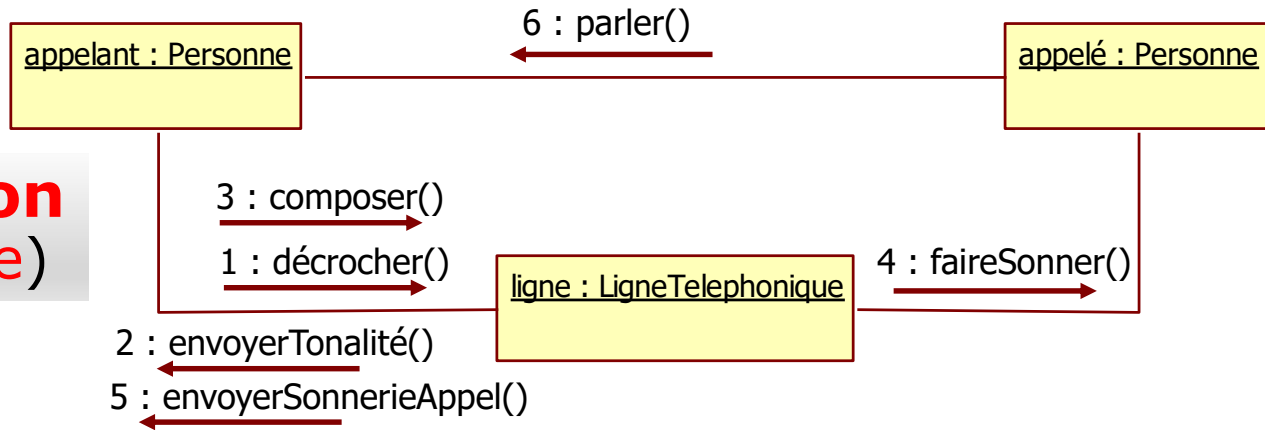 6 : parler()
appelant : Personne
appelé : Personne
on
e)
3 : composer()
1 : décrocher()
ligne : LigneTelephonique
4 : faireSonner()
2 : envoyerTonalité()
5 : envoyerSonnerieAppel()